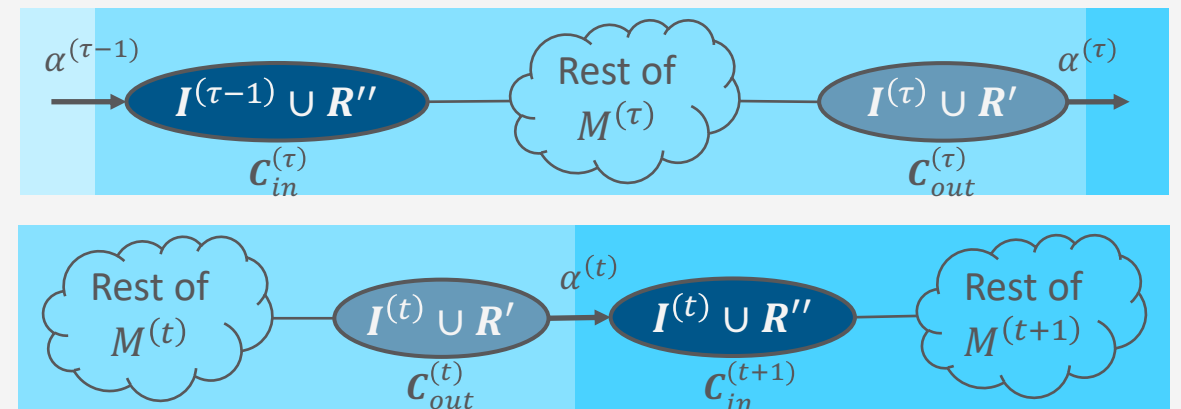 α^(τ−1)
I^(τ−1) ∪ R′′
C_in^(τ)
Rest of
M^(τ)
I^(τ) ∪ R′
C_out^(τ)
α^(τ)
Rest of
M^(t)
I^(t) ∪ R′
C_out^(t)
α^(t)
I^(t) ∪ R′′
C_in^(t+1)
Rest of
M^(t+1)